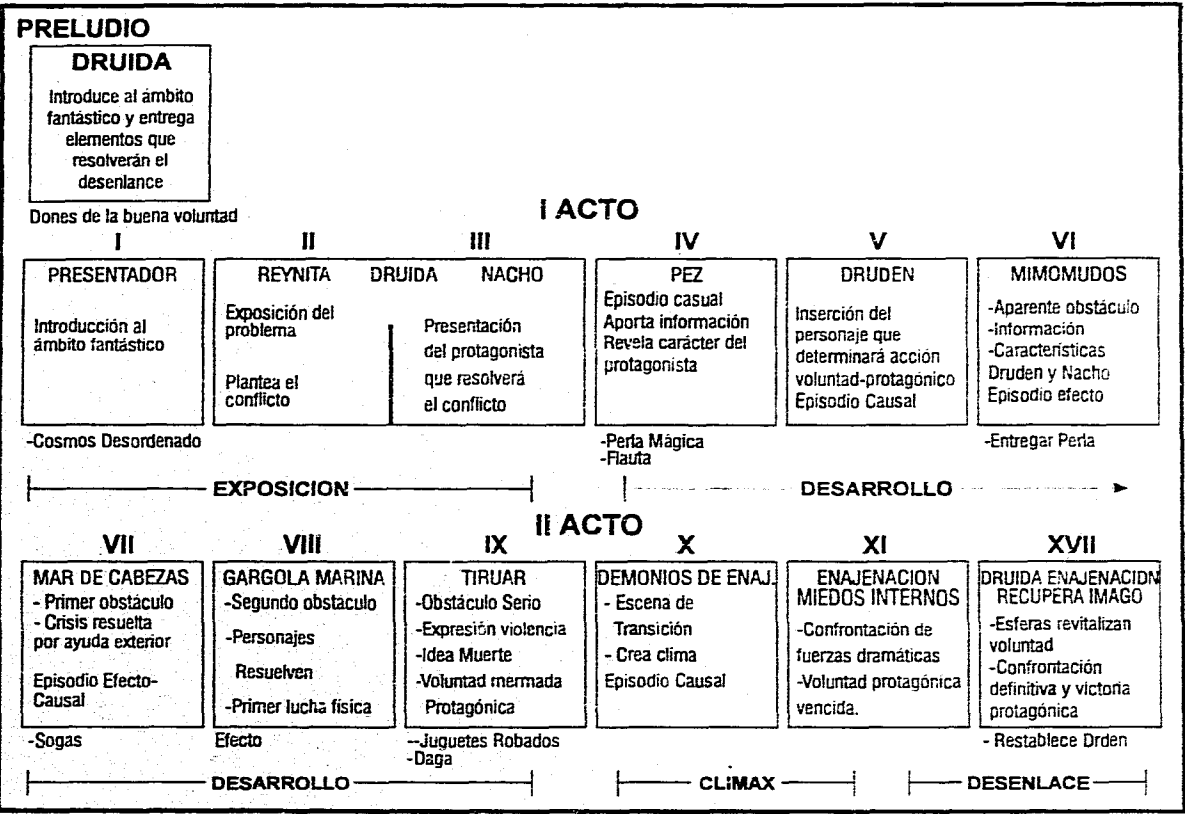 PRELUDIO
DRUIDA
Introduce al ámbito
fantástico y entrega
elementos que
resolverán el
desenlance
Dones de la buena voluntad
I ACTO
I II III IV V VI
PRESENTADOR
Introducción al
ámbito fantástico
-Cosmos Desordenado
REYNITA DRUIDA NACHO
Exposición del
problema
Plantea el
conflicto
Presentación
del protagonista
que resolverá
el conflicto
PEZ
Episodio casual
Aporta información
Revela carácter del
protagonista
-Perla Mágica
-Flauta
DRUDEN
Inserción del
personaje que
determinará acción
voluntad-protagónico
Episodio Causal
MIMOMUDOS
-Aparente obstáculo
-Información
-Características
Druden y Nacho
Episodio efecto
-Entregar Perla
EXPOSICION DESARROLLO
II ACTO
VII VIII IX X XI XVII
MAR DE CABEZAS
- Primer obstáculo
- Crisis resuelta
por ayuda exterior
Episodio Efecto-
Causal
-Sogas
GARGOLA MARINA
-Segundo obstáculo
-Personajes
Resuelven
-Primer lucha física
Efecto
TIRUAR
-Obstáculo Serio
-Expresión violencia
-Idea Muerte
-Voluntad mermada
Protagónica
--Juguetes Robados
-Daga
DEMONIOS DE ENAJ.
- Escena de
Transición
- Crea clima
Episodio Causal
ENAJENACION
MIEDOS INTERNOS
-Confrontación de
fuerzas dramáticas
-Voluntad protagónica
vencida.
DRUIDA ENAJENACION
RECUPERA IMAGO
-Esferas revitalizan
voluntad
-Confrontación
definitiva y victoria
protagónica
- Restablece Drden
DESARROLLO CLíMAX DESENLACE